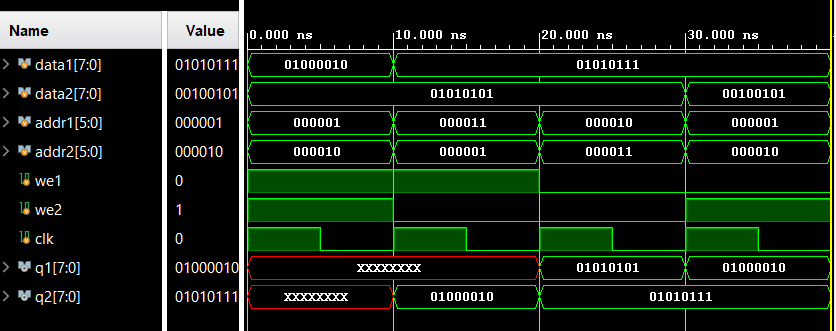 Name Value 0.000 ns 10.000 ns 20.000 ns 30.000 ns
data1[7:0] 01010111 01000010 01010111
data2[7:0] 00100101 01010101 00100101
addr1[5:0] 000001 000001 000011 000010 000001
addr2[5:0] 000010 000010 000001 000011 000010
we1 0
we2 1
clk 0
q1[7:0] 01000010 XXXXXXXX 01010101 01000010
q2[7:0] 01010111 XXXXXXXX 01000010 01010111